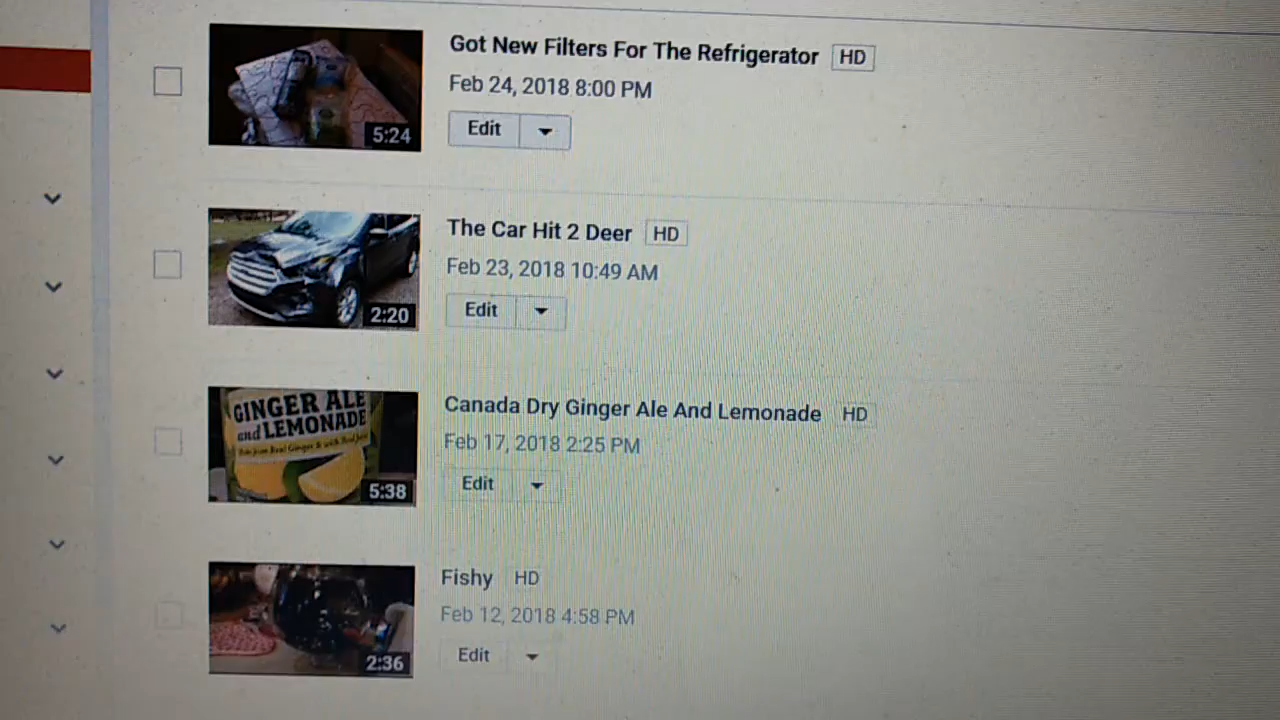 Got New Filters For The Refrigerator HD
Feb 24, 2018 8:00 PM
Edit
5:24
The Car Hit 2 Deer HD
Feb 23, 2018 10:49 AM
Edit
2:20
GINGER ALE
and LEMONADE
Canada Dry Ginger Ale And Lemonade HD
Feb 17, 2018 2:25 PM
Edit
5:38
Fishy HD
Feb 12, 2018 4:58 PM
Edit
2:36